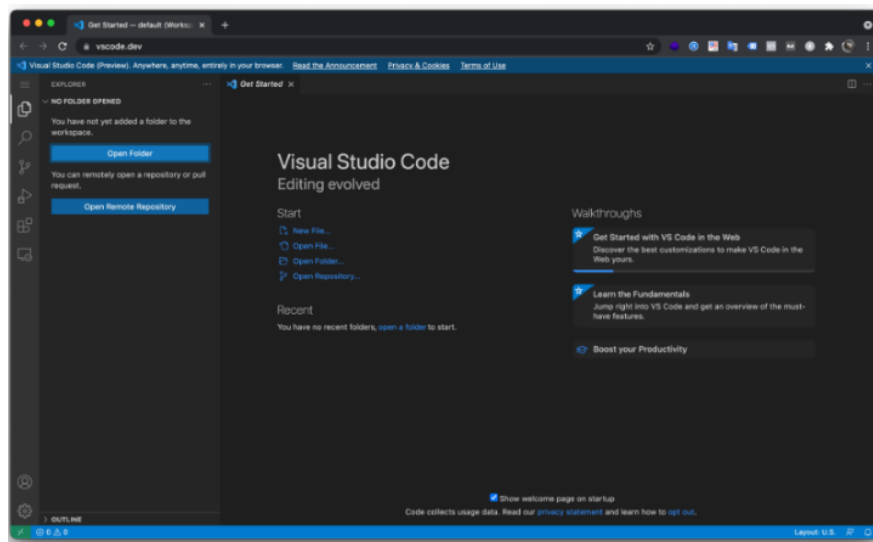 Get Started — default (Works
vscode.dev
Visual Studio Code (Preview). Anywhere, anytime, entirely in your browser. Read the Announcement Privacy & Cookies Terms of Use
EXPLORER
Get Started
NO FOLDER OPENED
You have not yet added a folder to the
workspace.
Open Folder
You can remotely open a repository or pull
request.
Open Remote Repository
Visual Studio Code
Editing evolved
Start
New File...
Open File...
Open Folder...
Open Repository...
Recent
You have no recent folders, open a folder to start.
Walkthroughs
Get Started with VS Code in the Web
Discover the best customizations to make VS Code in the
Web yours.
Learn the Fundamentals
Jump right into VS Code and get an overview of the must-
have features.
Boost your Productivity
Show welcome page on startup
Code collects usage data. Read our privacy statement and learn how to opt out.
OUTLINE
0 0
Layout: U.S.